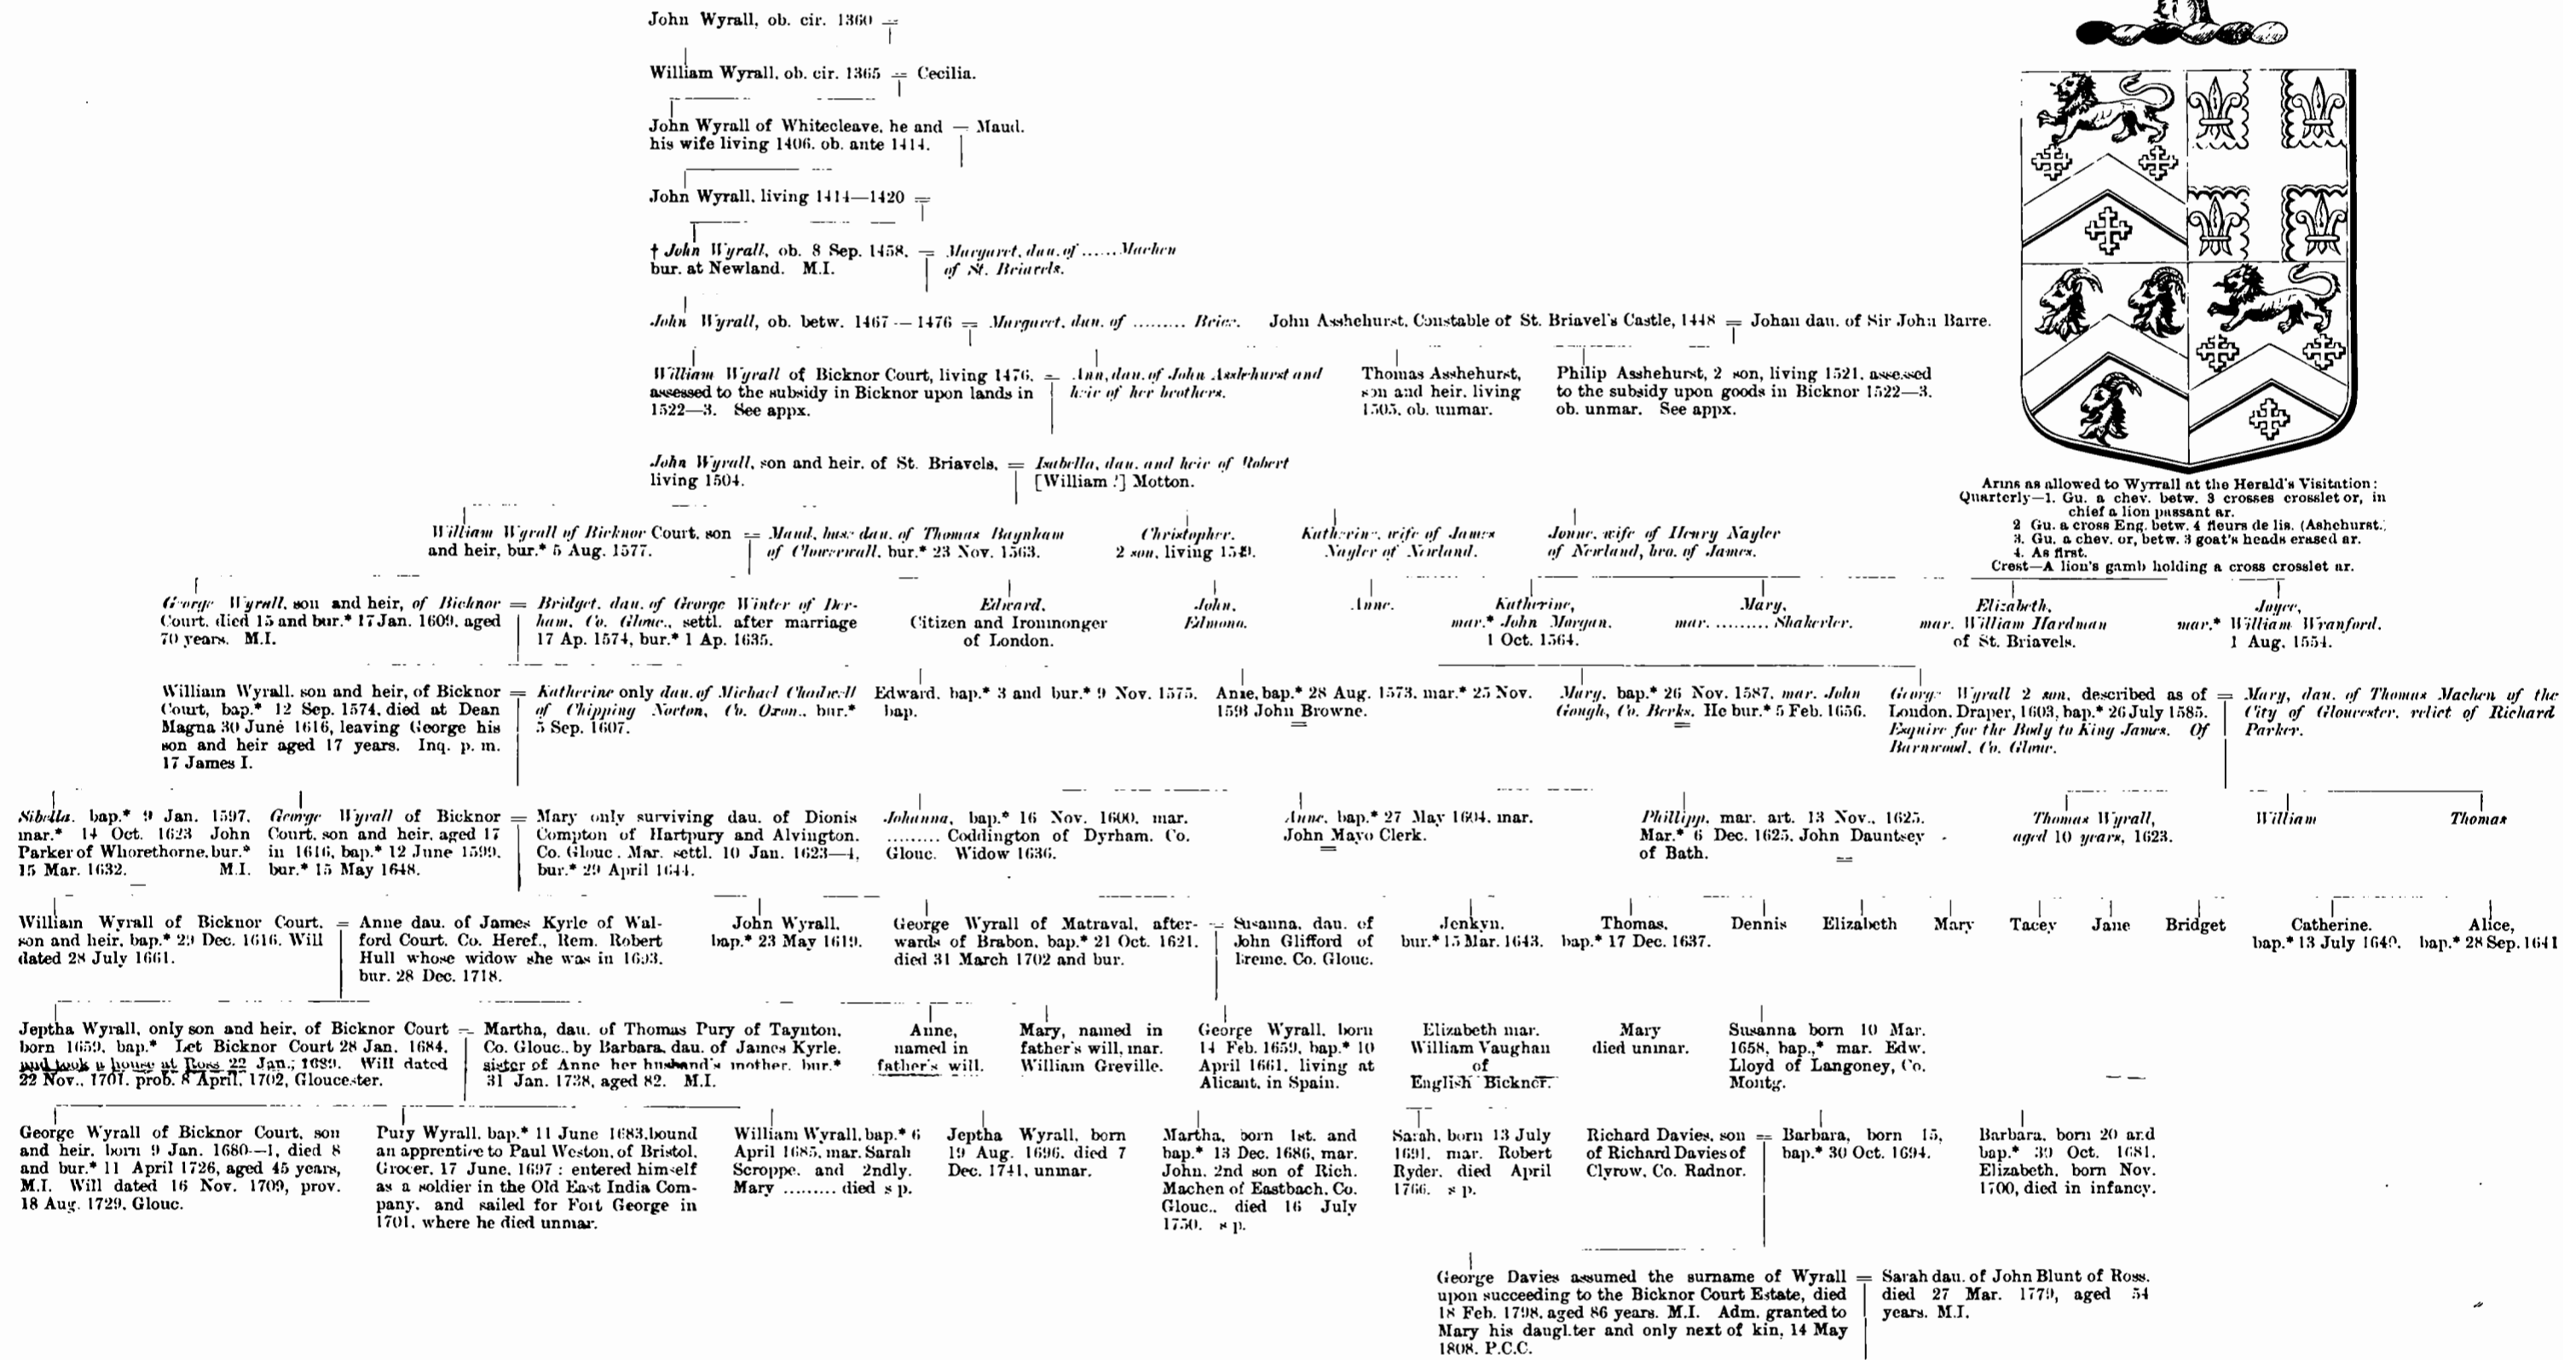 John Wyrall, ob. cir. 1360 =
William Wyrall, ob. cir. 1365 = Cecilia.
John Wyrall of Whitecleave, he and = Maud.
his wife living 1406. ob. ante 1414.
John Wyrall, living 1414—1420 =
† John Wyrall, ob. 8 Sep. 1458, = Margaret, dau. of ...... Machen
bur. at Newland. M.I. of St. Briavels.
John Wyrall, ob. betw. 1467 — 1476 = Margaret, dau. of ......... John Asshehurst, Constable of St. Briavel's Castle, 1448 = Johan dau. of Sir John Barre.
William Wyrall of Bicknor Court, living 1476,
assessed to the subsidy in Bicknor upon lands in
1522—3. See appx.
= Ann, dau. of John Asshehurst and
heir of her brothers.
Thomas Asshehurst,
son and heir, living
1505, ob. unmar.
Philip Asshehurst, 2 son, living 1521, assessed
to the subsidy upon goods in Bicknor 1522—3.
ob. unmar. See appx.
Arms as allowed to Wyrrall at the Herald's Visitation:
Quarterly—1. Gu. a chev. betw. 3 crosses crosslet or, in
chief a lion passant ar.
2 Gu. a cross Eng. betw. 4 fleurs de lis. (Ashehurst.)
3. Gu. a chev. or, betw. 3 goat's heads erased ar.
4. As first.
Crest—A lion's gamb holding a cross crosslet ar.
John Wyrall, son and heir, of St. Briavels,
living 1504.
= Isabella, dau. and heir of Robert
[William ?] Motton.
William Wyrall of Bicknor Court, son
and heir, bur.* 5 Aug. 1577.
= Maud, base dau. of Thomas Baynham
of Clowerwall, bur.* 23 Nov. 1563.
Christopher,
2 son, living
Katherine, wife of James
Nayler of Newland.
Jonne, wife of Henry Nayler
of Newland, bro. of James.
George Wyrall, son and heir, of Bicknor
Court, died 15 and bur.* 17 Jan. 1609, aged
70 years. M.I.
= Bridget, dau. of George Winter of Der-
ham, Co. Glouc., settl. after marriage
17 Ap. 1574, bur.* 1 Ap. 1635.
Edward,
Citizen and Ironmonger
of London.
John,
Edmond.
Anne.
Katherine,
mar.* John Morgan,
1 Oct. 1564.
Mary,
mar. ......... Shakerley.
Elizabeth,
mar. William Hardman
of St. Briavels.
Joyce,
mar.* William Wranford,
1 Aug. 1554.
William Wyrall, son and heir, of Bicknor
Court, bap.* 12 Sep. 1574, died at Dean
Magna 30 June 1616, leaving George his
son and heir aged 17 years. Inq. p. m.
17 James I.
= Katherine only dau. of Michael Chadwell
of Chipping Norton, Co. Oxon., bur.*
5 Sep. 1607.
Edward, bap.* 3 and bur.* 9 Nov. 1575.
bap.
Anne, bap.* 28 Aug. 1573, mar.* 25 Nov.
1593 John Browne.
=
Mary, bap.* 26 Nov. 1587, mar. John
Gough, Co. Berks. He bur.* 5 Feb. 1656.
=
George Wyrall 2 son, described as of
London, Draper, 1603, bap.* 26 July 1585,
Esquire for the Body to King James. Of
Barnwood, Co. Glouc.
= Mary, dau. of Thomas Machen of the
City of Gloucester, relict of Richard
Parker.
Sibella, bap.* 9 Jan. 1597,
mar.* 14 Oct. 1623 John
Parker of Whorethorne, bur.*
15 Mar. 1632. M.I.
George Wyrall of Bicknor
Court, son and heir, aged 17
in 1616, bap.* 12 June 1599,
bur.* 15 May 1648.
= Mary only surviving dau. of Dionis
Compton of Hartpury and Alvington,
Co. Glouc. Mar. settl. 10 Jan. 1623—4,
bur.* 29 April 1644.
Johanna, bap.* 16 Nov. 1600, mar.
......... Coddington of Dyrham, Co.
Glouc. Widow 1636.
Anne, bap.* 27 May 1604, mar.
John Mayo Clerk.
=
Phillipp, mar. art. 13 Nov., 1625.
Mar.* 6 Dec. 1625, John Dauntsey
of Bath.
=
Thomas Wyrall,
aged 10 years, 1623.
William
Thomas
William Wyrall of Bicknor Court,
son and heir, bap.* 29 Dec. 1616. Will
dated 28 July 1661.
= Anne dau. of James Kyrle of Wal-
ford Court, Co. Heref., Rem. Robert
Hull whose widow she was in 1693,
bur. 28 Dec. 1718.
John Wyrall,
bap.* 23 May 1619.
George Wyrall of Matraval, after-
wards of Brabon, bap.* 21 Oct. 1621,
died 31 March 1702 and bur.
= Susanna, dau. of
John Glifford of
Breme, Co. Glouc.
Jenkyn,
bur.* 15 Mar. 1643.
Thomas,
bap.* 17 Dec. 1637.
Dennis
Elizabeth
Mary
Tacey
Jane
Bridget
Catherine,
bap.* 13 July 1640.
Alice,
bap.* 28 Sep. 1641
Jeptha Wyrall, only son and heir, of Bicknor Court
born 1659, bap.* Let Bicknor Court 28 Jan. 1684,
and took a house at Ross 22 Jan., 1689. Will dated
22 Nov., 1701, prob. 8 April, 1702, Gloucester.
= Martha, dau. of Thomas Pury of Taynton,
Co. Glouc., by Barbara, dau. of James Kyrle,
sister of Anne her husband's mother, bur.*
31 Jan. 1738, aged 82. M.I.
Anne,
named in
father's will.
Mary, named in
father's will, mar.
William Greville.
George Wyrall, born
14 Feb. 1659, bap.* 10
April 1661, living at
Alicant, in Spain.
Elizabeth mar.
William Vaughan
of
English Bicknor.
Mary
died unmar.
Susanna born 10 Mar.
1658, bap.,* mar. Edw.
Lloyd of Langoney, Co.
Montg.
George Wyrall of Bicknor Court, son
and heir, born 9 Jan. 1680—1, died 8
and bur.* 11 April 1726, aged 45 years,
M.I. Will dated 16 Nov. 1709, prov.
18 Aug. 1729, Glouc.
Pury Wyrall, bap.* 11 June 1683, bound
an apprentice to Paul Weston, of Bristol,
Grocer, 17 June, 1697 : entered himself
as a soldier in the Old East India Com-
pany, and sailed for Fort George in
1701, where he died unmar.
William Wyrall, bap.* 6
April 1685, mar. Sarah
Scroppe, and 2ndly,
Mary ......... died s p.
Jeptha Wyrall, born
19 Aug. 1696, died 7
Dec. 1741, unmar.
Martha, born 1st. and
bap.* 13 Dec. 1686, mar.
John, 2nd son of Rich.
Machen of Eastbach, Co.
Glouc., died 16 July
1750. s p.
Sarah, born 13 July
1691, mar. Robert
Ryder, died April
1766. s p.
Richard Davies, son
of Richard Davies of
Clyrow, Co. Radnor.
= Barbara, born 15,
bap.* 30 Oct. 1694.
Barbara, born 20 and
bap.* 30 Oct. 1681.
Elizabeth, born Nov.
1700, died in infancy.
George Davies assumed the surname of Wyrall
upon succeeding to the Bicknor Court Estate, died
18 Feb. 1798, aged 86 years. M.I. Adm. granted to
Mary his daughter and only next of kin, 14 May
1808. P.C.C.
= Sarah dau. of John Blunt of Ross,
died 27 Mar. 1779, aged 54
years. M.I.